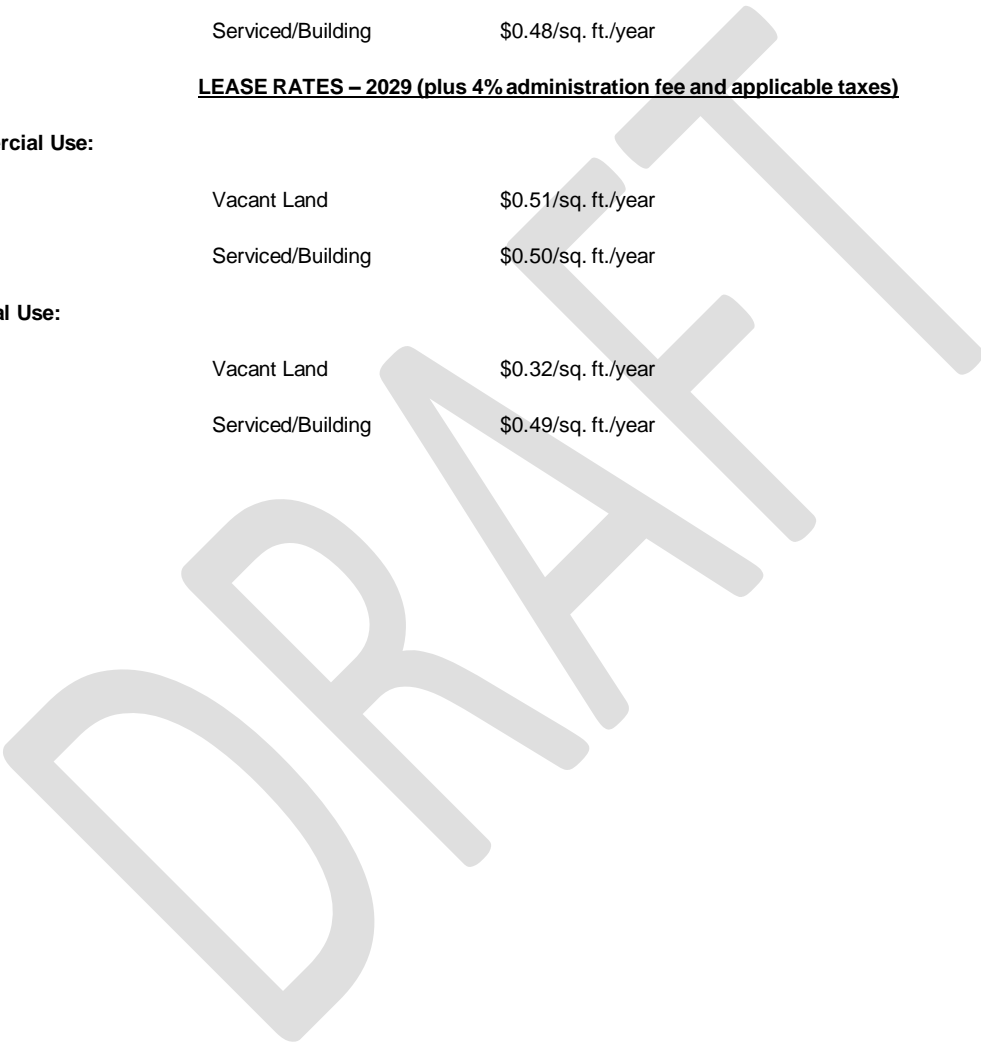 Serviced/Building $0.48/sq. ft./year
LEASE RATES – 2029 (plus 4% administration fee and applicable taxes)
rcial Use:
Vacant Land $0.51/sq. ft./year
Serviced/Building $0.50/sq. ft./year
al Use:
Vacant Land $0.32/sq. ft./year
Serviced/Building $0.49/sq. ft./year
DRAFT